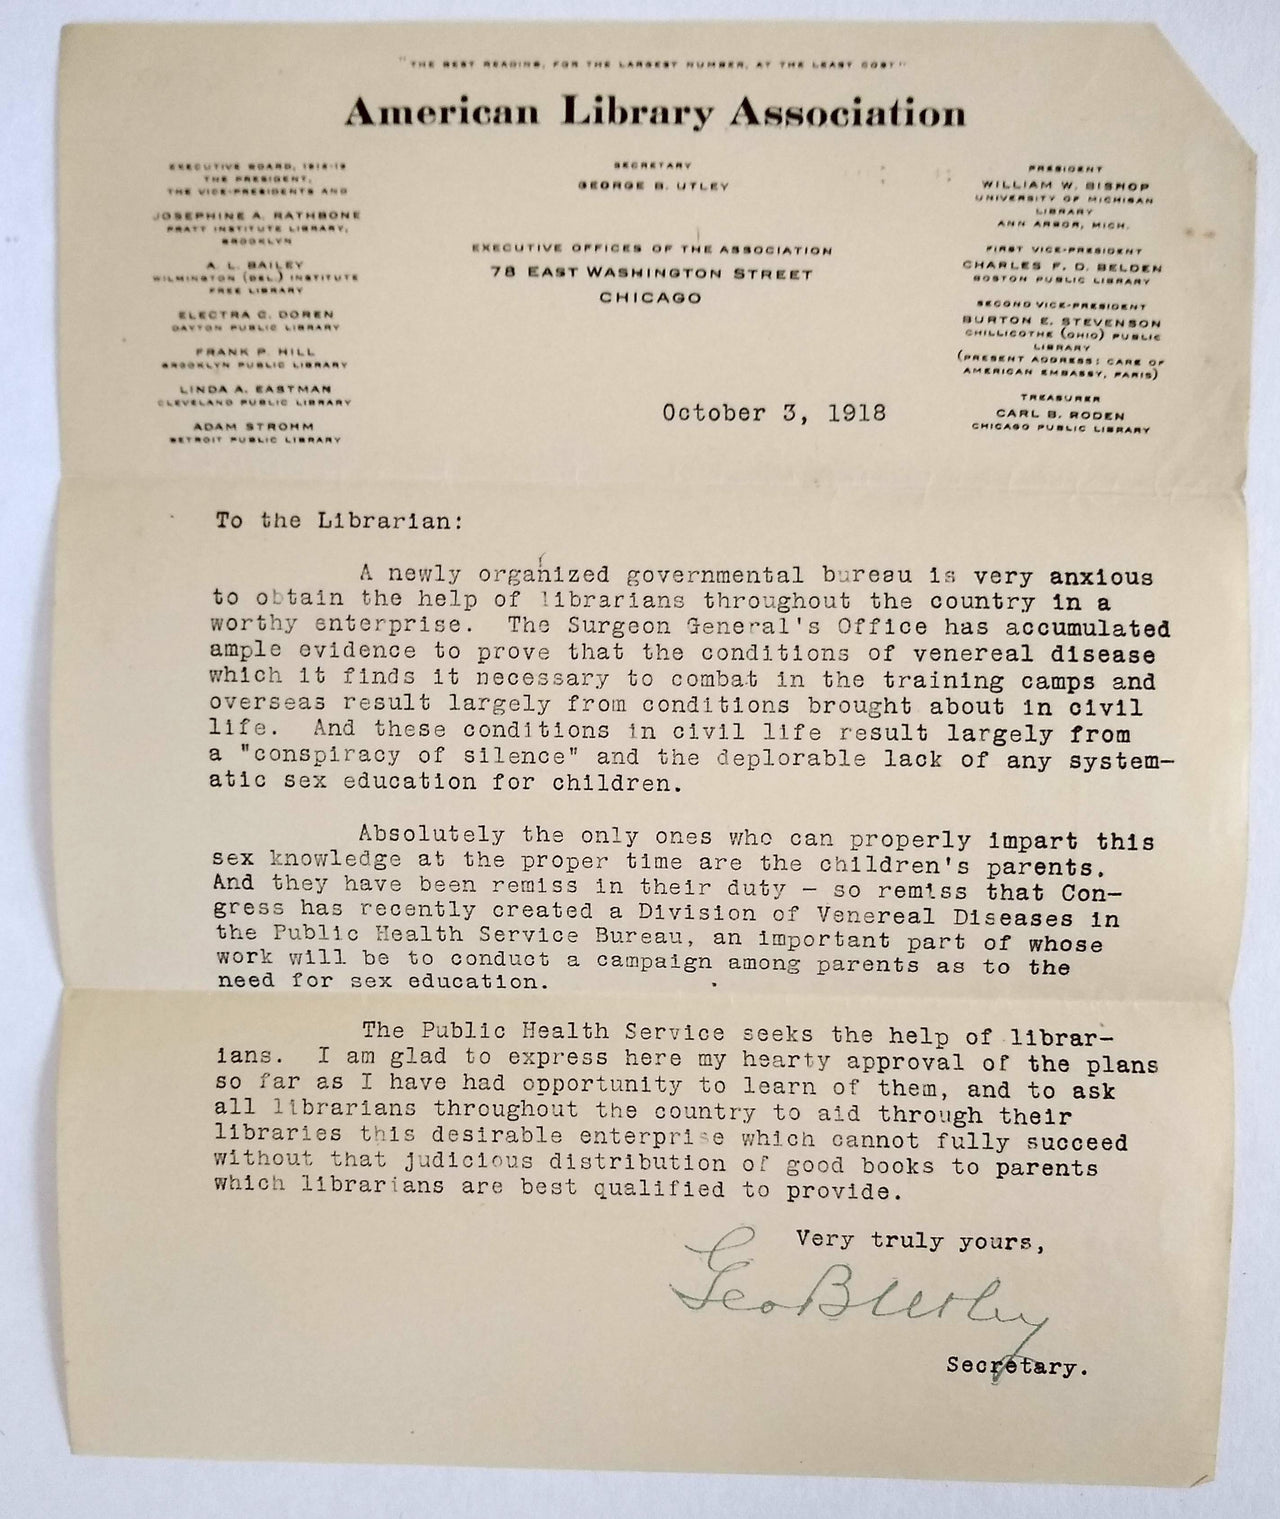 "THE BEST READING, FOR THE LARGEST NUMBER, AT THE LEAST COST"
American Library Association
EXECUTIVE BOARD, 1918-19
THE PRESIDENT,
THE VICE-PRESIDENTS AND
JOSEPHINE A. RATHBONE
PRATT INSTITUTE LIBRARY,
BROOKLYN
A. L. BAILEY
WILMINGTON (DEL.) INSTITUTE
FREE LIBRARY
ELECTRA C. DOREN
DAYTON PUBLIC LIBRARY
FRANK P. HILL
BROOKLYN PUBLIC LIBRARY
LINDA A. EASTMAN
CLEVELAND PUBLIC LIBRARY
ADAM STROHM
DETROIT PUBLIC LIBRARY
SECRETARY
GEORGE B. UTLEY
EXECUTIVE OFFICES OF THE ASSOCIATION
78 EAST WASHINGTON STREET
CHICAGO
PRESIDENT
WILLIAM W. BISHOP
UNIVERSITY OF MICHIGAN
LIBRARY
ANN ARBOR, MICH.
FIRST VICE-PRESIDENT
CHARLES F. D. BELDEN
BOSTON PUBLIC LIBRARY
SECOND VICE-PRESIDENT
BURTON E. STEVENSON
CHILLICOTHE (OHIO) PUBLIC
LIBRARY
(PRESENT ADDRESS: CARE OF
AMERICAN EMBASSY, PARIS)
TREASURER
CARL B. RODEN
CHICAGO PUBLIC LIBRARY
October 3, 1918
To the Librarian:
A newly organized governmental bureau is very anxious
to obtain the help of librarians throughout the country in a
worthy enterprise. The Surgeon General's Office has accumulated
ample evidence to prove that the conditions of venereal disease
which it finds it necessary to combat in the training camps and
overseas result largely from conditions brought about in civil
life. And these conditions in civil life result largely from
a "conspiracy of silence" and the deplorable lack of any system-
atic sex education for children.
Absolutely the only ones who can properly impart this
sex knowledge at the proper time are the children's parents.
And they have been remiss in their duty - so remiss that Con-
gress has recently created a Division of Venereal Diseases in
the Public Health Service Bureau, an important part of whose
work will be to conduct a campaign among parents as to the
need for sex education.
The Public Health Service seeks the help of librar-
ians. I am glad to express here my hearty approval of the plans
so far as I have had opportunity to learn of them, and to ask
all librarians throughout the country to aid through their
libraries this desirable enterprise which cannot fully succeed
without that judicious distribution of good books to parents
which librarians are best qualified to provide.
Very truly yours,
Geo B Utley
Secretary.